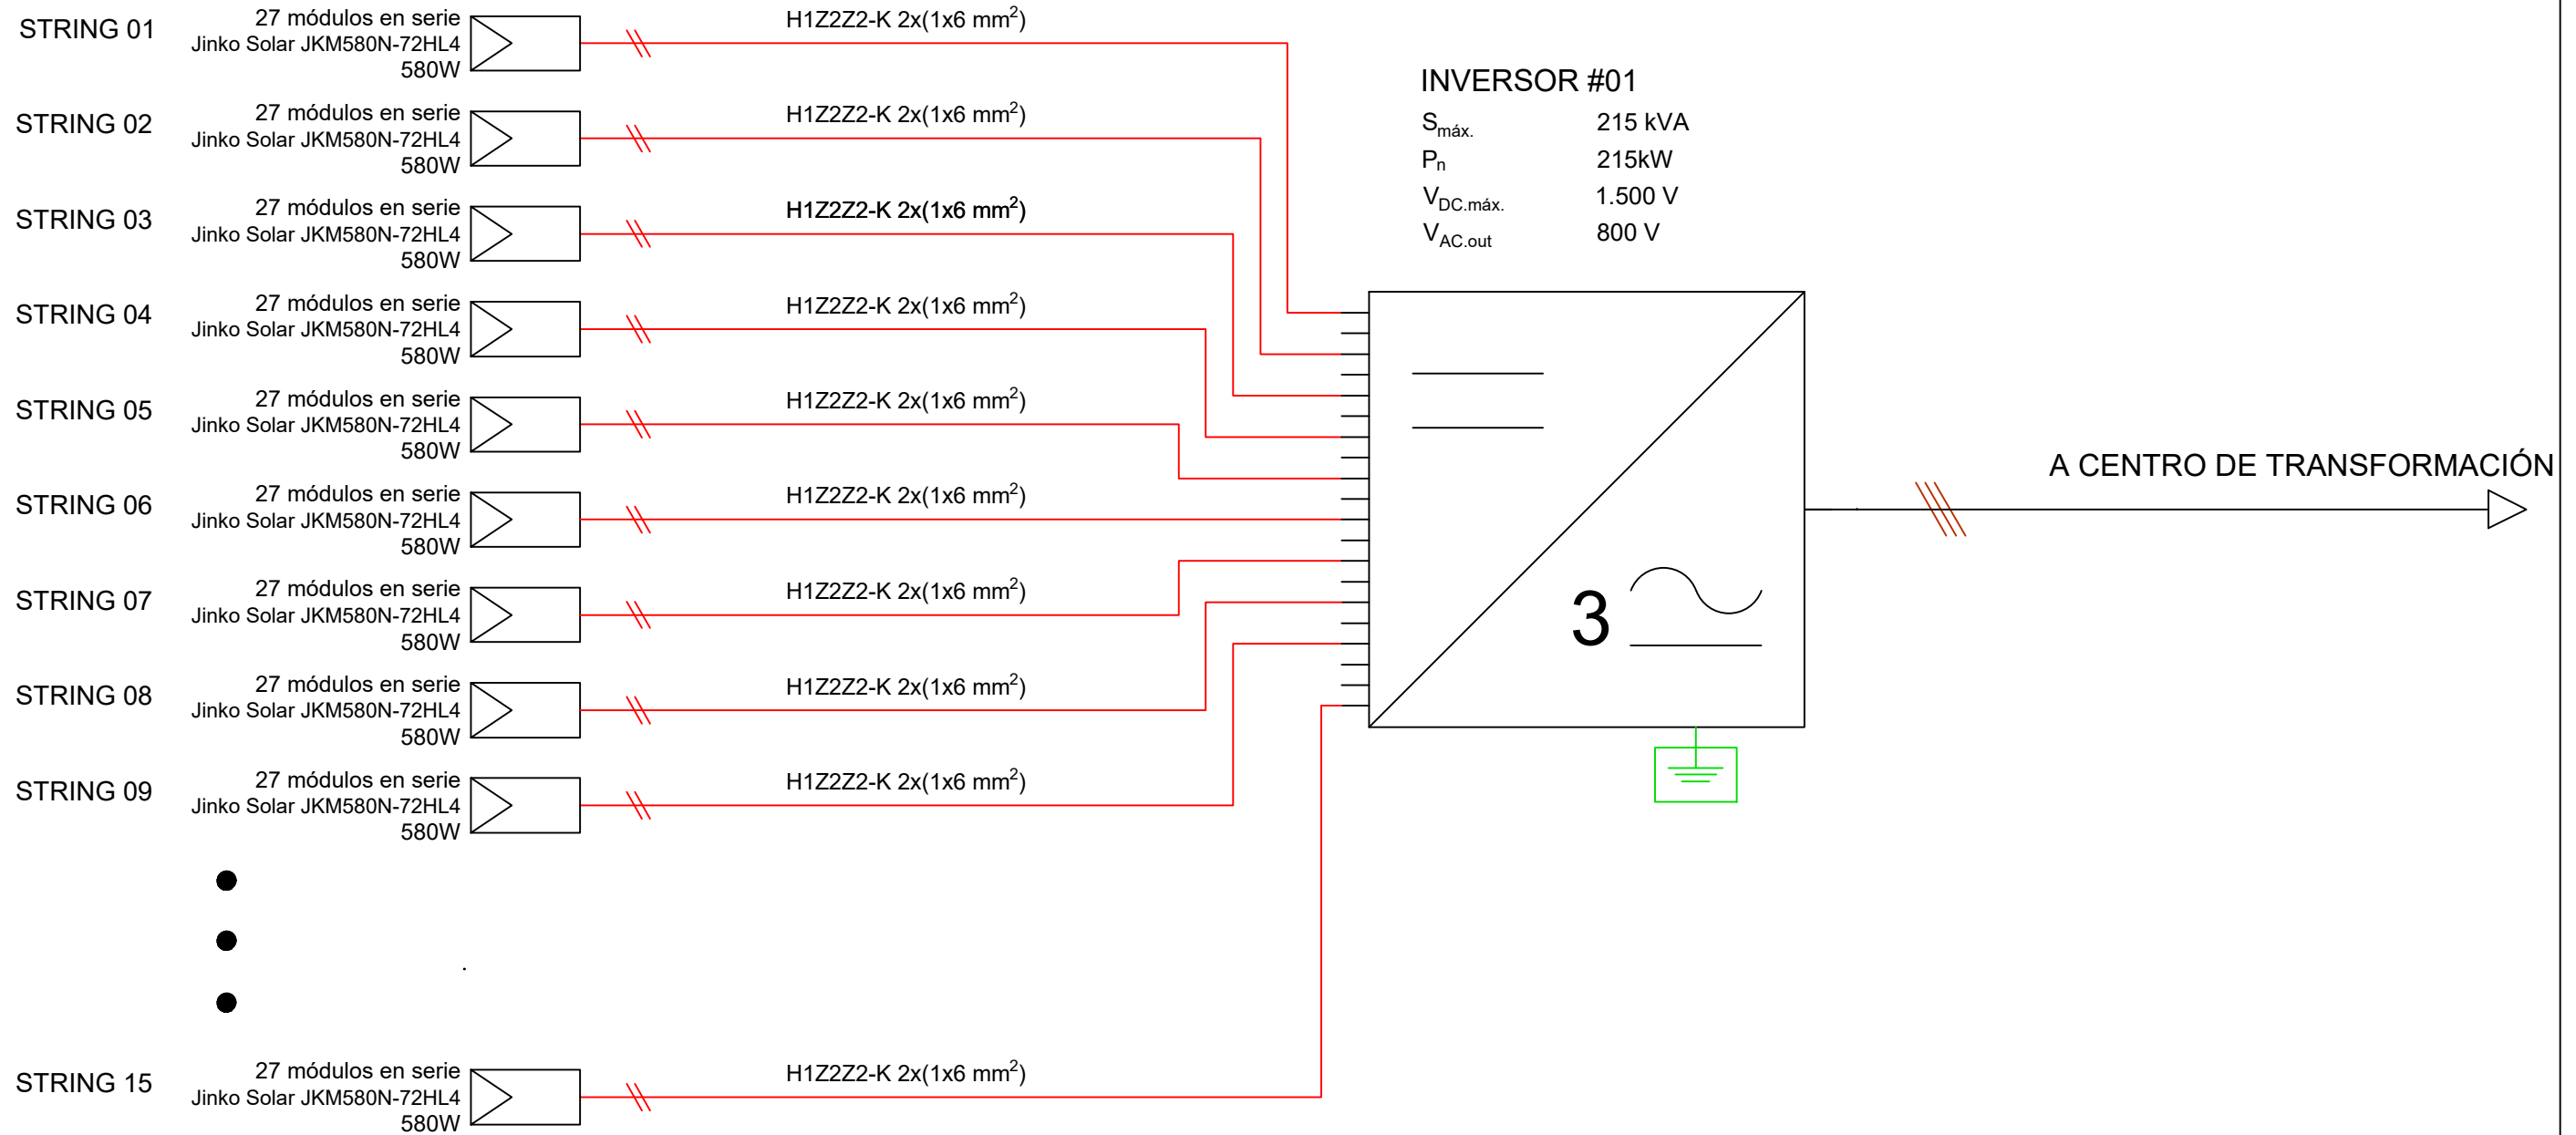 STRING 01
27 módulos en serie
Jinko Solar JKM580N-72HL4
580W
H1Z2Z2-K 2x(1x6 mm²)
STRING 02
27 módulos en serie
Jinko Solar JKM580N-72HL4
580W
H1Z2Z2-K 2x(1x6 mm²)
STRING 03
27 módulos en serie
Jinko Solar JKM580N-72HL4
580W
H1Z2Z2-K 2x(1x6 mm²)
STRING 04
27 módulos en serie
Jinko Solar JKM580N-72HL4
580W
H1Z2Z2-K 2x(1x6 mm²)
STRING 05
27 módulos en serie
Jinko Solar JKM580N-72HL4
580W
H1Z2Z2-K 2x(1x6 mm²)
STRING 06
27 módulos en serie
Jinko Solar JKM580N-72HL4
580W
H1Z2Z2-K 2x(1x6 mm²)
STRING 07
27 módulos en serie
Jinko Solar JKM580N-72HL4
580W
H1Z2Z2-K 2x(1x6 mm²)
STRING 08
27 módulos en serie
Jinko Solar JKM580N-72HL4
580W
H1Z2Z2-K 2x(1x6 mm²)
STRING 09
27 módulos en serie
Jinko Solar JKM580N-72HL4
580W
H1Z2Z2-K 2x(1x6 mm²)
STRING 15
27 módulos en serie
Jinko Solar JKM580N-72HL4
580W
H1Z2Z2-K 2x(1x6 mm²)
INVERSOR #01
Smáx. 215 kVA
Pn 215kW
VDC.máx. 1.500 V
VAC.out 800 V
3
A CENTRO DE TRANSFORMACIÓN